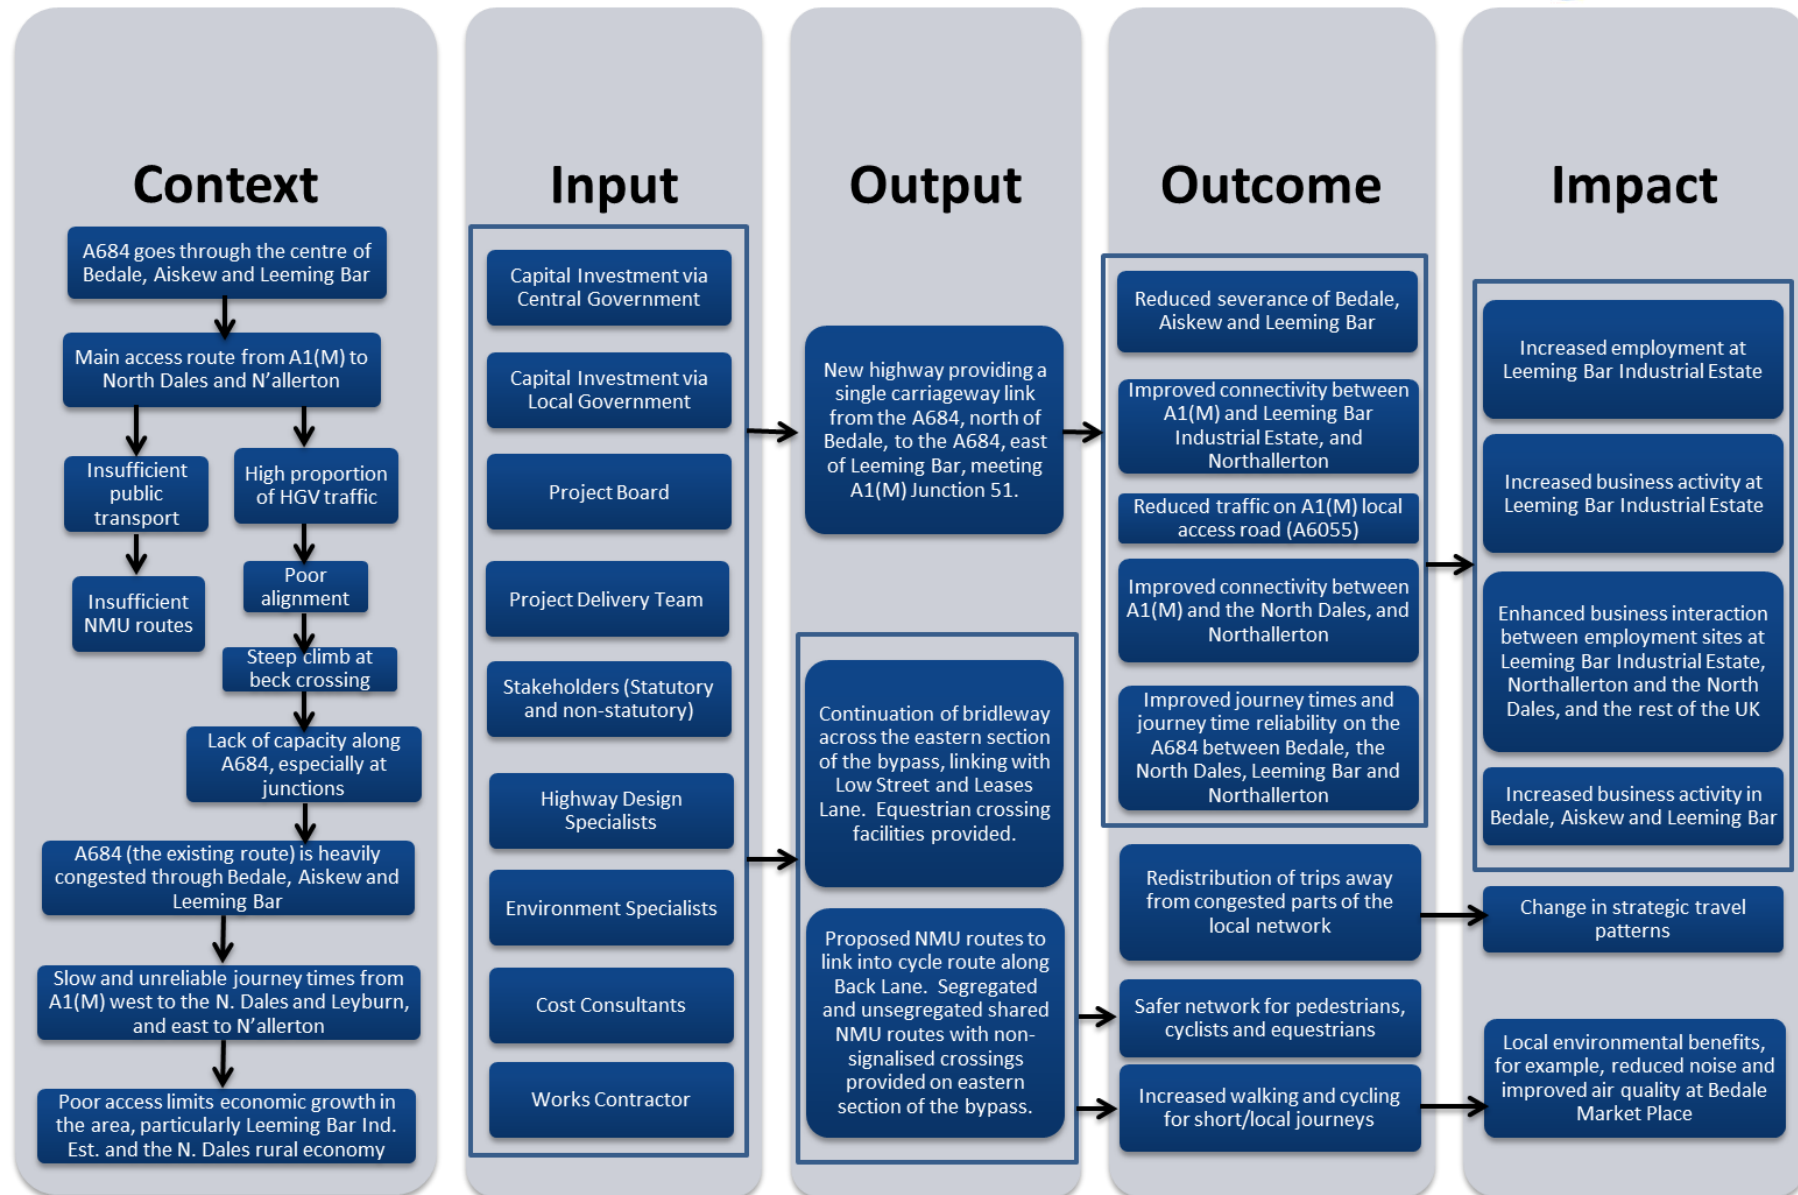 Context
A684 goes through the centre of
Bedale, Aiskew and Leeming Bar
Main access route from A1(M) to
North Dales and N’allerton
Insufficient
public
transport
Insufficient
NMU routes
High proportion
of HGV traffic
Poor
alignment
Steep climb at
beck crossing
Lack of capacity along
A684, especially at
junctions
A684 (the existing route) is heavily
congested through Bedale, Aiskew and
Leeming Bar
Slow and unreliable journey times from
A1(M) west to the N. Dales and Leyburn,
and east to N’allerton
Poor access limits economic growth in
the area, particularly Leeming Bar Ind.
Est. and the N. Dales rural economy
Input
Capital Investment via
Central Government
Capital Investment via
Local Government
Project Board
Project Delivery Team
Stakeholders (Statutory
and non-statutory)
Highway Design
Specialists
Environment Specialists
Cost Consultants
Works Contractor
Output
New highway providing a
single carriageway link
from the A684, north of
Bedale, to the A684, east
of Leeming Bar, meeting
A1(M) Junction 51.
Continuation of bridleway
across the eastern section
of the bypass, linking with
Low Street and Leases
Lane. Equestrian crossing
facilities provided.
Proposed NMU routes to
link into cycle route along
Back Lane. Segregated
and unsegregated shared
NMU routes with non-
signalised crossings
provided on eastern
section of the bypass.
Outcome
Reduced severance of Bedale,
Aiskew and Leeming Bar
Improved connectivity between
A1(M) and Leeming Bar
Industrial Estate, and
Northallerton
Reduced traffic on A1(M) local
access road (A6055)
Improved connectivity between
A1(M) and the North Dales, and
Northallerton
Improved journey times and
journey time reliability on the
A684 between Bedale, the
North Dales, Leeming Bar and
Northallerton
Redistribution of trips away
from congested parts of the
local network
Safer network for pedestrians,
cyclists and equestrians
Increased walking and cycling
for short/local journeys
Impact
Increased employment at
Leeming Bar Industrial Estate
Increased business activity at
Leeming Bar Industrial Estate
Enhanced business interaction
between employment sites at
Leeming Bar Industrial Estate,
Northallerton and the North
Dales, and the rest of the UK
Increased business activity in
Bedale, Aiskew and Leeming Bar
Change in strategic travel
patterns
Local environmental benefits,
for example, reduced noise and
improved air quality at Bedale
Market Place